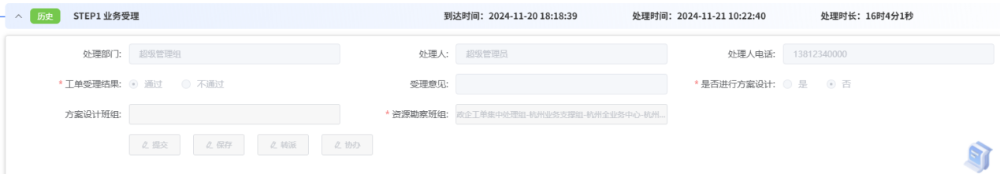 历史 STEP1 业务受理 到达时间：2024-11-20 18:18:39 处理时间：2024-11-21 10:22:40 处理时长：16时4分1秒
处理部门: 超级管理组 处理人: 超级管理员 处理人电话: 13812340000
* 工单受理结果: 通过 不通过 受理意见: * 是否进行方案设计: 是 否
方案设计班组: * 资源勘察班组: 政企工单集中处理组-杭州业务支撑组-杭州全业务中心-杭州...
提交 保存 转派 协办